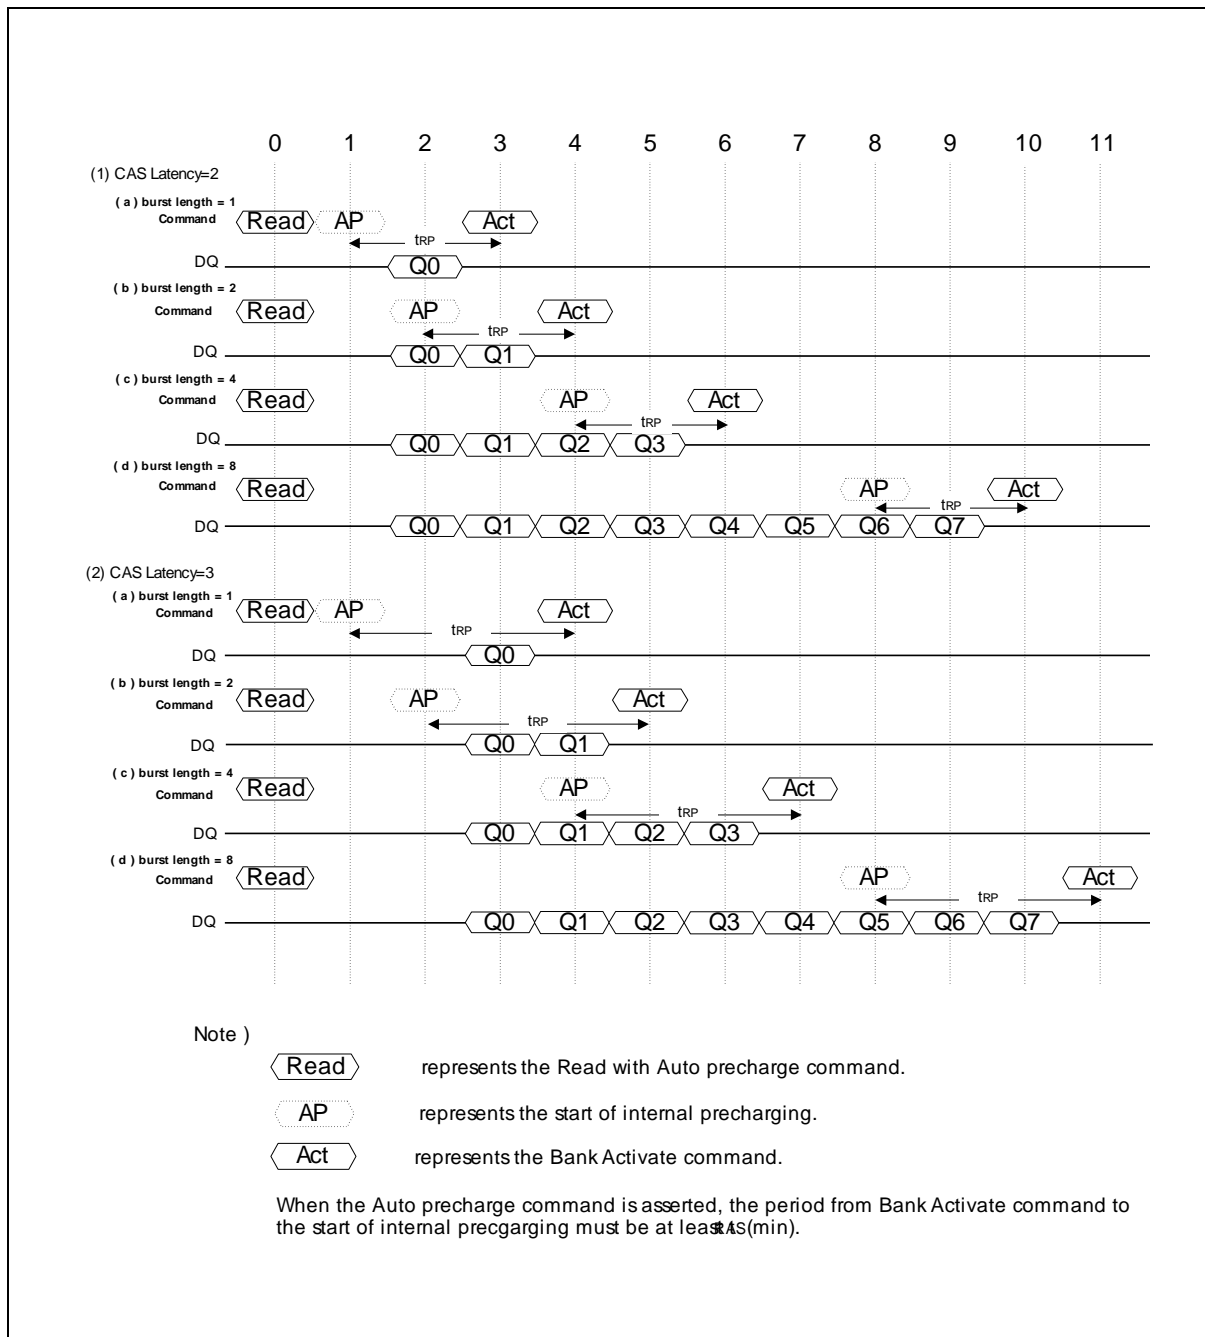 0 1 2 3 4 5 6 7 8 9 10 11
(1) CAS Latency=2
( a ) burst length = 1
Command Read AP Act
tRP
DQ Q0
( b ) burst length = 2
Command Read AP Act
tRP
DQ Q0 Q1
( c ) burst length = 4
Command Read AP Act
tRP
DQ Q0 Q1 Q2 Q3
( d ) burst length = 8
Command Read AP Act
tRP
DQ Q0 Q1 Q2 Q3 Q4 Q5 Q6 Q7
(2) CAS Latency=3
( a ) burst length = 1
Command Read AP Act
tRP
DQ Q0
( b ) burst length = 2
Command Read AP Act
tRP
DQ Q0 Q1
( c ) burst length = 4
Command Read AP Act
tRP
DQ Q0 Q1 Q2 Q3
( d ) burst length = 8
Command Read AP Act
tRP
DQ Q0 Q1 Q2 Q3 Q4 Q5 Q6 Q7
Note )
Read represents the Read with Auto precharge command.
AP represents the start of internal precharging.
Act represents the Bank Activate command.
When the Auto precharge command is asserted, the period from Bank Activate command to
the start of internal precgarging must be at least tRAS(min).